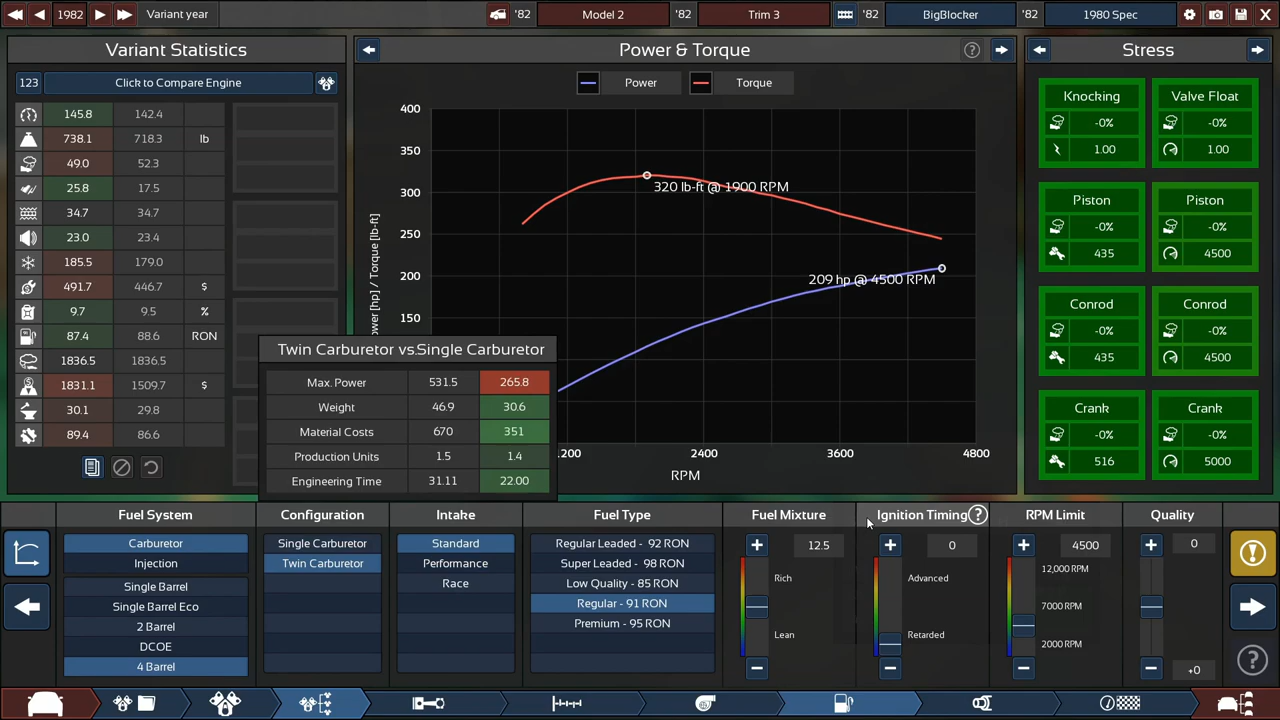 1982 Variant year '82 Model 2 '82 Trim 3 '82 BigBlocker '82 1980 Spec
Variant Statistics
123 Click to Compare Engine
145.8 142.4
738.1 718.3 lb
49.0 52.3
25.8 17.5
34.7 34.7
23.0 23.4
185.5 179.0
491.7 446.7 $
9.7 9.5 %
87.4 88.6 RON
1836.5 1836.5
1831.1 1509.7 $
30.1 29.8
89.4 86.6
Power & Torque ?
Power Torque
400
350
300
250
200
150
Power [hp] / Torque [lb-ft]
320 lb-ft @ 1900 RPM
209 hp @ 4500 RPM
.200 2400 3600 4800
RPM
Twin Carburetor vs.Single Carburetor
Max. Power 531.5 265.8
Weight 46.9 30.6
Material Costs 670 351
Production Units 1.5 1.4
Engineering Time 31.11 22.00
Stress
Knocking Valve Float
-0% -0%
1.00 1.00
Piston Piston
-0% -0%
435 4500
Conrod Conrod
-0% -0%
435 4500
Crank Crank
-0% -0%
516 5000
Fuel System
Carburetor
Injection
Single Barrel
Single Barrel Eco
2 Barrel
DCOE
4 Barrel
Configuration
Single Carburetor
Twin Carburetor
Intake
Standard
Performance
Race
Fuel Type
Regular Leaded - 92 RON
Super Leaded - 98 RON
Low Quality - 85 RON
Regular - 91 RON
Premium - 95 RON
Fuel Mixture
+ 12.5
Rich
Lean
-
Ignition Timing ?
+ 0
Advanced
Retarded
-
RPM Limit
+ 4500
12,000 RPM
7000 RPM
2000 RPM
-
Quality
+ 0
- +0
?